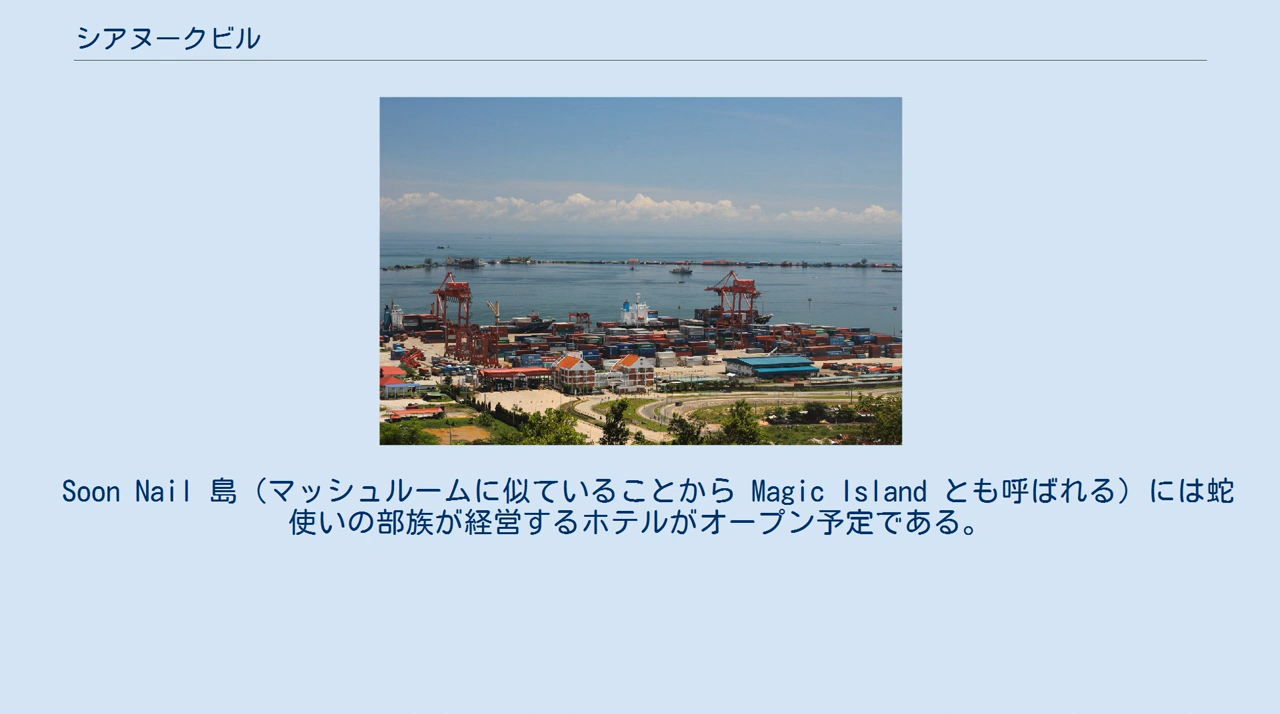 シアヌークビル
Soon Nail 島（マッシュルームに似ていることから Magic Island とも呼ばれる）には蛇
使いの部族が経営するホテルがオープン予定である。